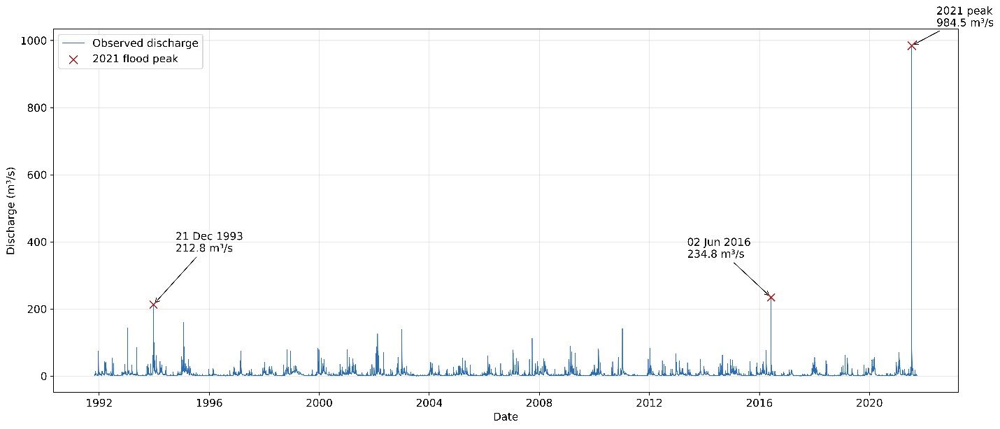 2021 peak
984.5 m³/s
Observed discharge
2021 flood peak
1000
800
600
400
200
0
Discharge (m³/s)
21 Dec 1993
212.8 m³/s
02 Jun 2016
234.8 m³/s
1992 1996 2000 2004 2008 2012 2016 2020
Date